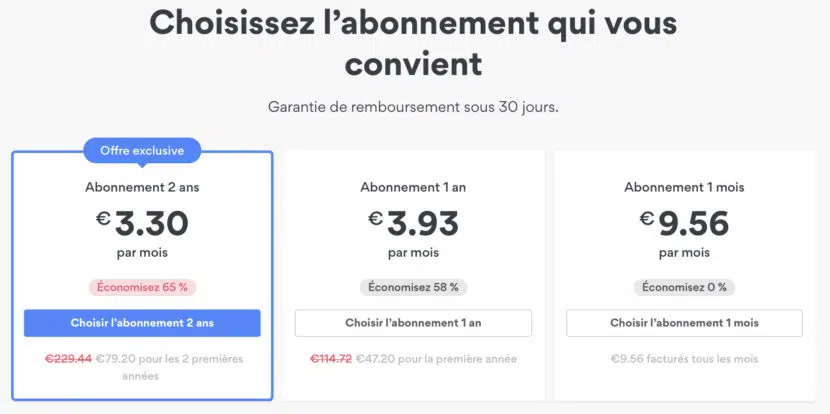 Choisissez l’abonnement qui vous
convient
Garantie de remboursement sous 30 jours.
Offre exclusive
Abonnement 2 ans
€3.30
par mois
Économisez 65 %
Choisir l’abonnement 2 ans
€229.44 €79.20 pour les 2 premières
années
Abonnement 1 an
€3.93
par mois
Économisez 58 %
Choisir l’abonnement 1 an
€114.72 €47.20 pour la première année
Abonnement 1 mois
€9.56
par mois
Économisez 0 %
Choisir l’abonnement 1 mois
€9.56 facturés tous les mois